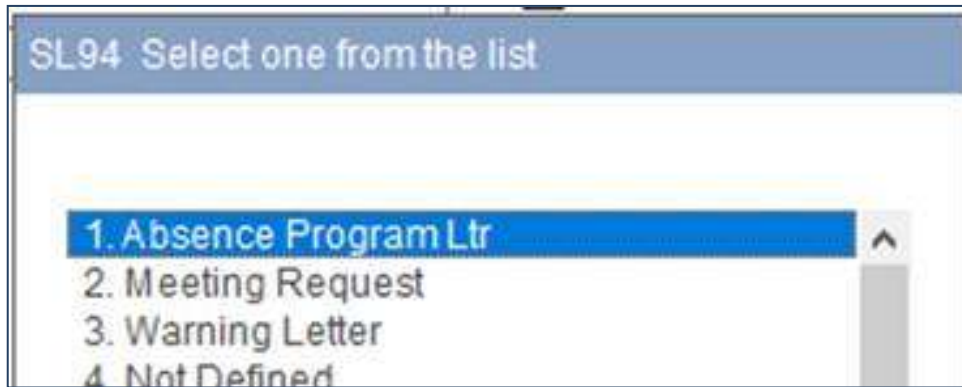 SL94 Select one from the list
1. Absence Program Ltr
2. Meeting Request
3. Warning Letter
4. Not Defined